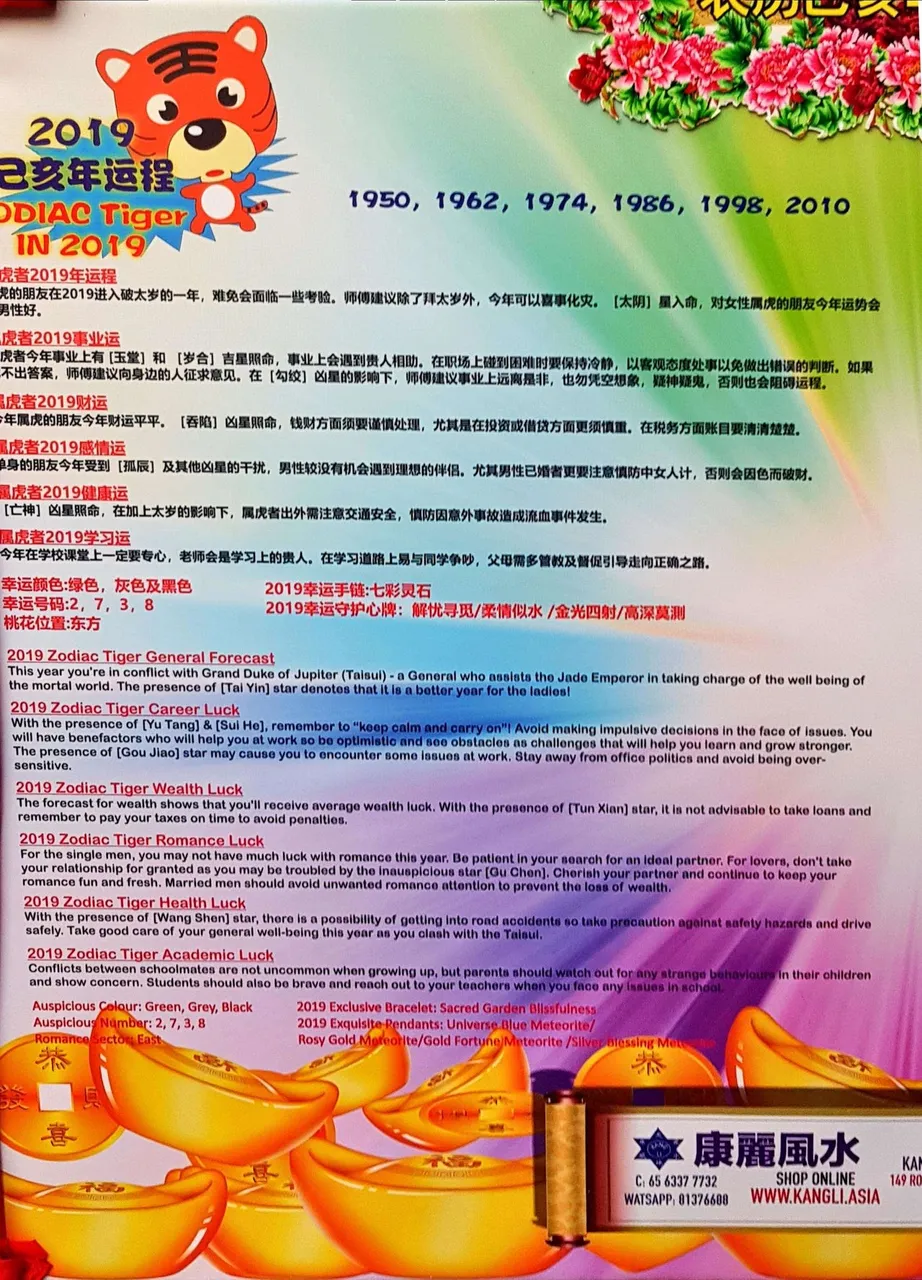 王
2019
己亥年运程
ODIAC Tiger
IN 2019
1950, 1962, 1974, 1986, 1998, 2010
虎者2019年运程
虎的朋友在2019进入破太岁的一年，难免会面临一些考验。师傅建议除了拜太岁外，今年可以喜事化灾。 [太阴] 星入命，对女性属虎的朋友今年运势会
男性好。
虎者2019事业运
虎者今年事业上有 [玉堂] 和 [岁合] 吉星照命，事业上会遇到贵人相助。在职场上碰到困难时要保持冷静，以客观态度处事以免做出错误的判断。如果
不出答案，师傅建议向身边的人征求意见。在 [勾绞] 凶星的影响下，师傅建议事业上远离是非，也勿凭空想象，疑神疑鬼，否则也会阻碍运程。
属虎者2019财运
年属虎的朋友今年财运平平。 [吞陷] 凶星照命，钱财方面须要谨慎处理，尤其是在投资或借贷方面更须慎重。在税务方面账目要清清楚楚。
属虎者2019感情运
单身的朋友今年受到 [孤辰] 及其他凶星的干扰，男性较没有机会遇到理想的伴侣。尤其男性已婚者更要注意慎防中女人计，否则会因色而破财。
属虎者2019健康运
[亡神] 凶星照命，在加上太岁的影响下，属虎者出外需注意交通安全，慎防因意外事故造成流血事件发生。
属虎者2019学习运
今年在学校课堂上一定要专心，老师会是学习上的贵人。在学习道路上易与同学争吵，父母需多管教及督促引导走向正确之路。
幸运颜色:绿色，灰色及黑色
幸运号码:2，7，3，8
桃花位置:东方
2019幸运手链:七彩灵石
2019幸运守护心牌：解忧寻觅/柔情似水 /金光四射/高深莫测
2019 Zodiac Tiger General Forecast
This year you're in conflict with Grand Duke of Jupiter (Taisui) - a General who assists the Jade Emperor in taking charge of the well being of
the mortal world. The presence of [Tai Yin] star denotes that it is a better year for the ladies!
2019 Zodiac Tiger Career Luck
With the presence of [Yu Tang] & [Sui He], remember to “keep calm and carry on”! Avoid making impulsive decisions in the face of issues. You
will have benefactors who will help you at work so be optimistic and see obstacles as challenges that will help you learn and grow stronger.
The presence of [Gou Jiao] star may cause you to encounter some issues at work. Stay away from office politics and avoid being over-
sensitive.
2019 Zodiac Tiger Wealth Luck
The forecast for wealth shows that you'll receive average wealth luck. With the presence of [Tun Xian] star, it is not advisable to take loans and
remember to pay your taxes on time to avoid penalties.
2019 Zodiac Tiger Romance Luck
For the single men, you may not have much luck with romance this year. Be patient in your search for an ideal partner. For lovers, don't take
your relationship for granted as you may be troubled by the inauspicious star [Gu Chen]. Cherish your partner and continue to keep your
romance fun and fresh. Married men should avoid unwanted romance attention to prevent the loss of wealth.
2019 Zodiac Tiger Health Luck
With the presence of [Wang Shen] star, there is a possibility of getting into road accidents so take precaution against safety hazards and drive
safely. Take good care of your general well-being this year as you clash with the Taisui.
2019 Zodiac Tiger Academic Luck
Conflicts between schoolmates are not uncommon when growing up, but parents should watch out for any strange behaviours in their children
and show concern. Students should also be brave and reach out to your teachers when you face any issues in school.
Auspicious Colour: Green, Grey, Black
Auspicious Number: 2, 7, 3, 8
Romance Sector: East
2019 Exclusive Bracelet: Sacred Garden Blissfulness
2019 Exquisite Pendants: Universe Blue Meteorite/
Rosy Gold Meteorite/Gold Fortune Meteorite /Silver Blessing Meteorite
恭
發
喜
恭
福
康麗風水
C: 65 6337 7732
WATSAPP: 81376688
SHOP ONLINE
WWW.KANGLI.ASIA
KAN
149 RO